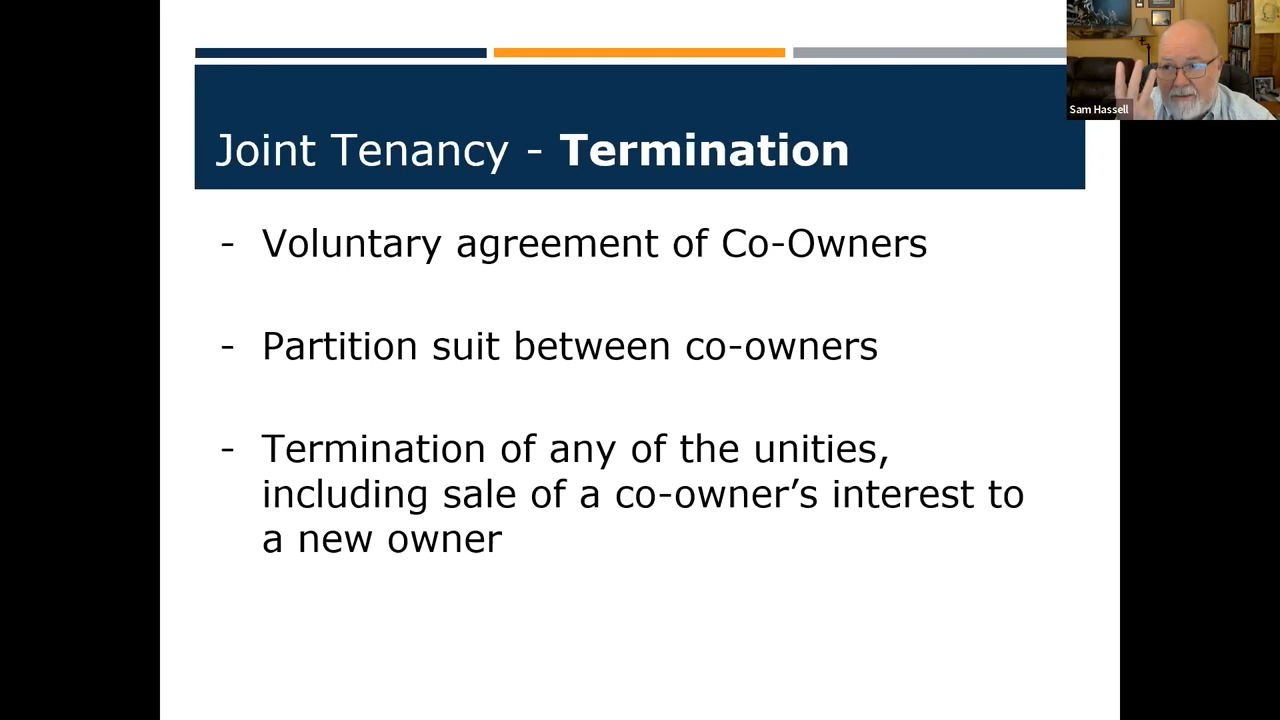 Sam Hassell
Joint Tenancy - Termination
- Voluntary agreement of Co-Owners
- Partition suit between co-owners
- Termination of any of the unities,
including sale of a co-owner’s interest to
a new owner